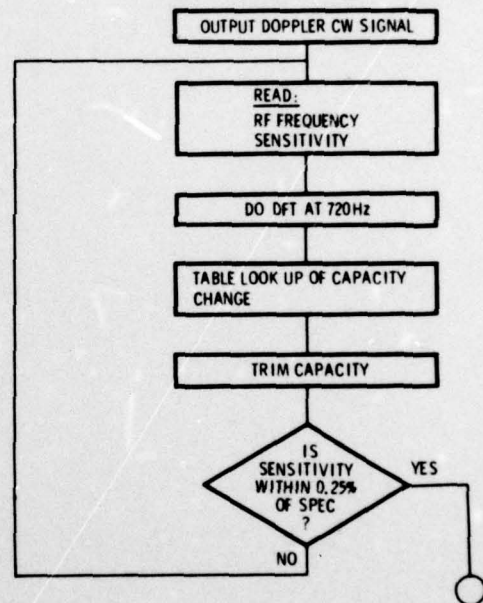 OUTPUT DOPPLER CW SIGNAL
READ:
RF FREQUENCY
SENSITIVITY
DO DFT AT 720Hz
TABLE LOOK UP OF CAPACITY
CHANGE
TRIM CAPACITY
IS
SENSITIVITY
WITHIN 0.25%
OF SPEC
?
YES
NO